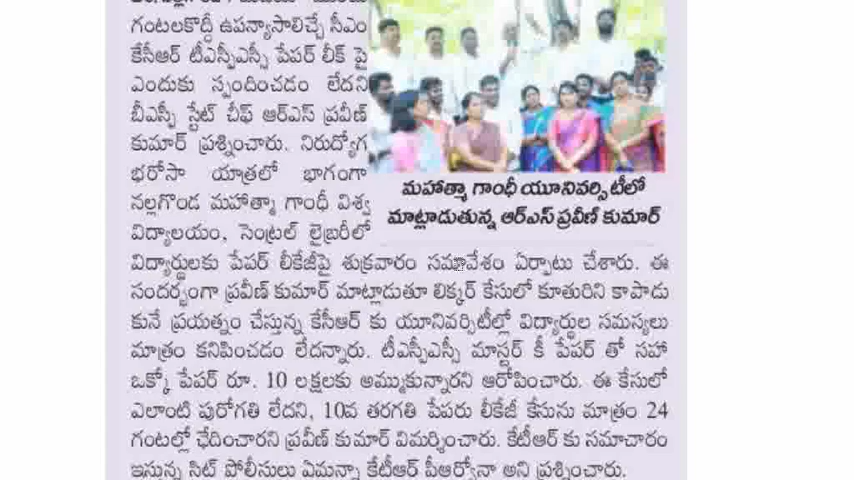 గంటలకొద్దీ ఉపన్యాసాలిచ్చే సీఎం
కేసీఆర్ టీఎస్పీఎస్సీ పేపర్ లీక్ పై
ఎందుకు స్పందించడం లేదని
బీఎస్పీ స్టేట్ చీఫ్ ఆర్ఎస్ ప్రవీణ్
కుమార్ ప్రశ్నించారు. నిరుద్యోగ
భరోసా యాత్రలో భాగంగా
నల్లగొండ మహాత్మా గాంధీ విశ్వ
విద్యాలయం, సెంట్రల్ లైబ్రరీలో
మహాత్మా గాంధీ యూనివర్సిటీలో
మాట్లాడుతున్న ఆర్ఎస్ ప్రవీణ్ కుమార్
విద్యార్థులకు పేపర్ లీకేజీపై శుక్రవారం సమావేశం ఏర్పాటు చేశారు. ఈ
సందర్భంగా ప్రవీణ్ కుమార్ మాట్లాడుతూ లిక్కర్ కేసులో కూతురిని కాపాడు
కునే ప్రయత్నం చేస్తున్న కేసీఆర్ కు యూనివర్సిటీల్లో విద్యార్థుల సమస్యలు
మాత్రం కనిపించడం లేదన్నారు. టీఎస్పీఎస్సీ మాస్టర్ కీ పేపర్ తో సహా
ఒక్కో పేపర్ రూ. 10 లక్షలకు అమ్ముకున్నారని ఆరోపించారు. ఈ కేసులో
ఎలాంటి పురోగతి లేదని, 10వ తరగతి పేపరు లీకేజీ కేసును మాత్రం 24
గంటల్లో ఛేదించారని ప్రవీణ్ కుమార్ విమర్శించారు. కేటీఆర్ కు సమాచారం
ఇస్తున్న సిట్ పోలీసులు ఏమన్నా కేటీఆర్ పీఆర్వోనా అని ప్రశ్నించారు.